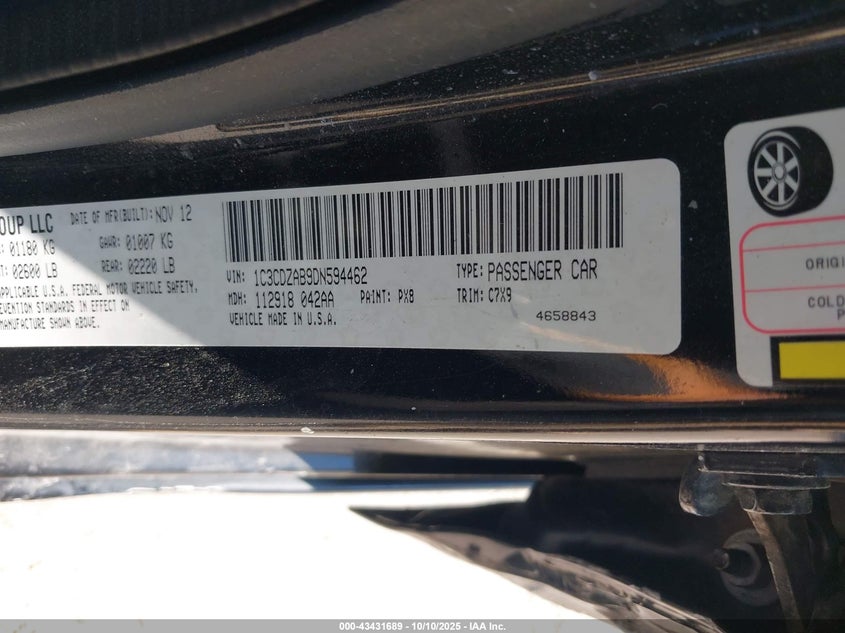 OUP LLC DATE OF MFR(BUILT): NOV 12
: 01180 KG GAWR: 01007 KG
02600 LB REAR: 02220 LB
APPLICABLE U.S.A. FEDERAL MOTOR VEHICLE SAFETY,
EVENTION STANDARDS IN EFFECT ON
MANUFACTURE SHOWN ABOVE.
VIN: 1C3CDZAB9DN594462 TYPE: PASSENGER CAR
MDH: 112918 042AA PAINT: PX8 TRIM: C7X9
VEHICLE MADE IN U.S.A. 4658843
ORIGI
COLD
P
000-43431689 - 10/10/2025 - IAA Inc.